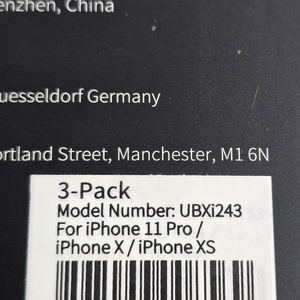 enzhen, China
uesseldorf Germany
ortland Street, Manchester, M1 6N
3-Pack
Model Number: UBXi243
For iPhone 11 Pro /
iPhone X / iPhone XS